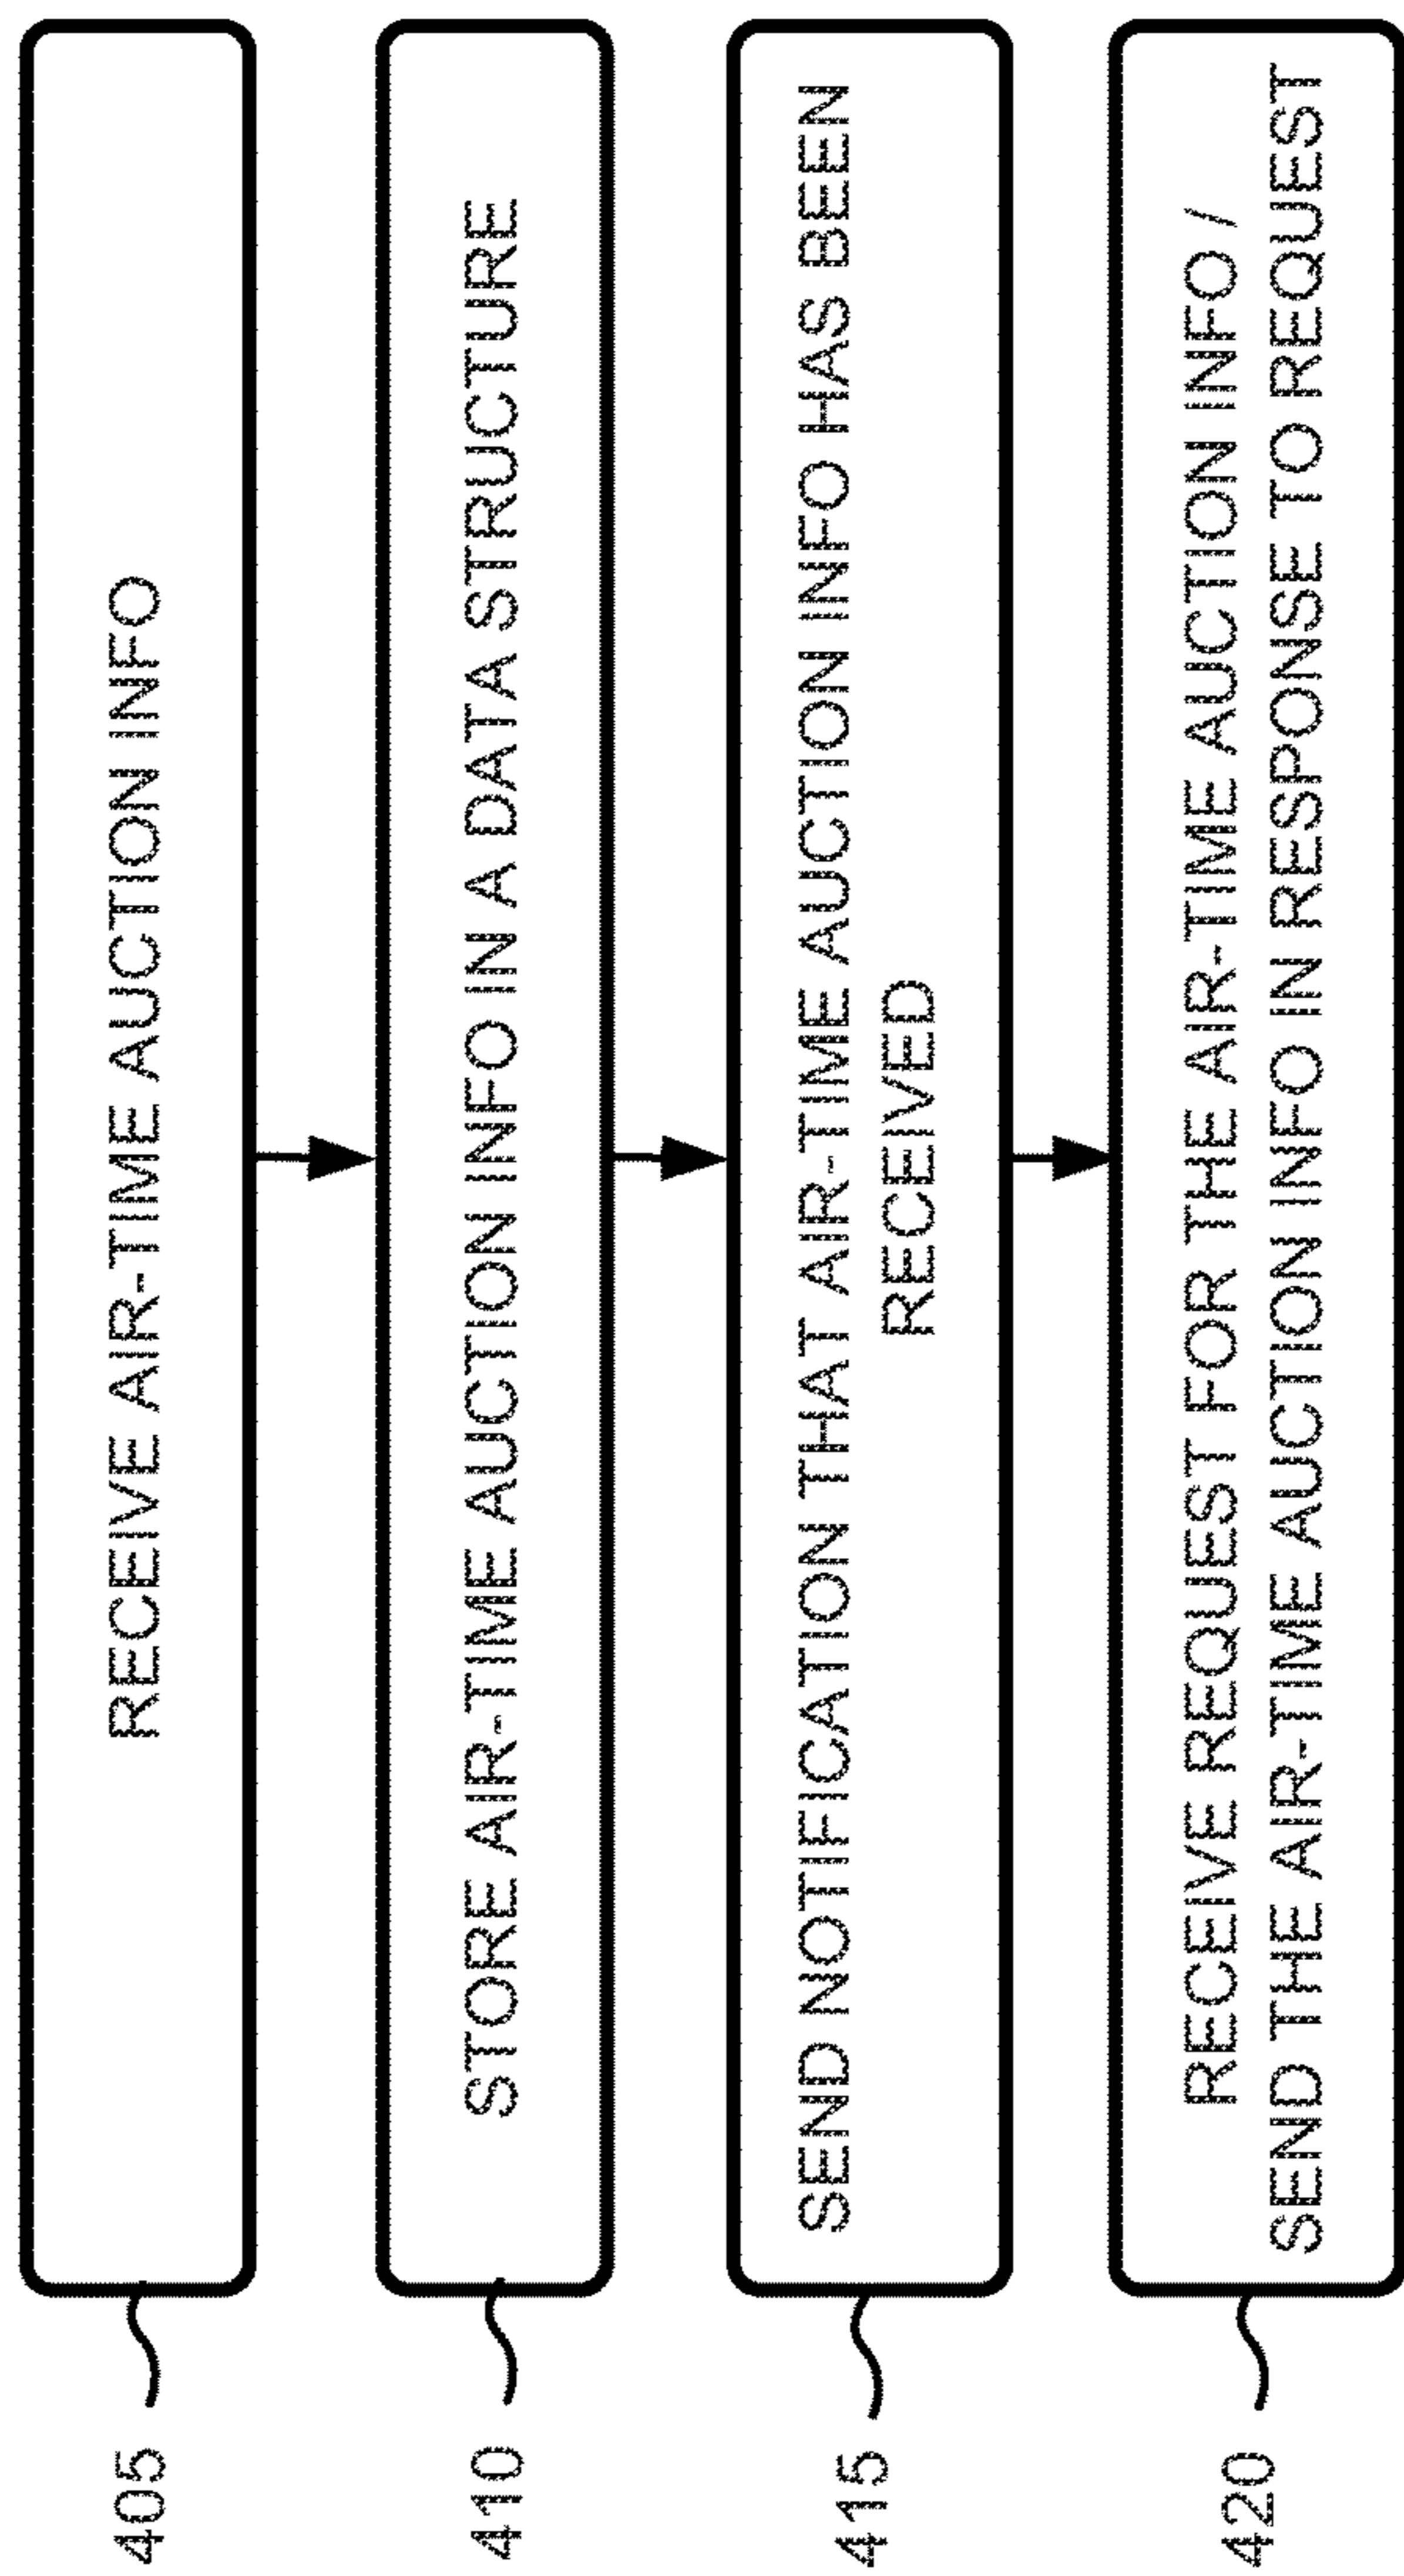 405
RECEIVE AIR-TIME AUCTION INFO
410
STORE AIR-TIME AUCTION INFO IN A DATA STRUCTURE
415
SEND NOTIFICATION THAT AIR-TIME AUCTION INFO HAS BEEN
RECEIVED
420
RECEIVE REQUEST FOR THE AIR-TIME AUCTION INFO /
SEND THE AIR-TIME AUCTION INFO IN RESPONSE TO REQUEST